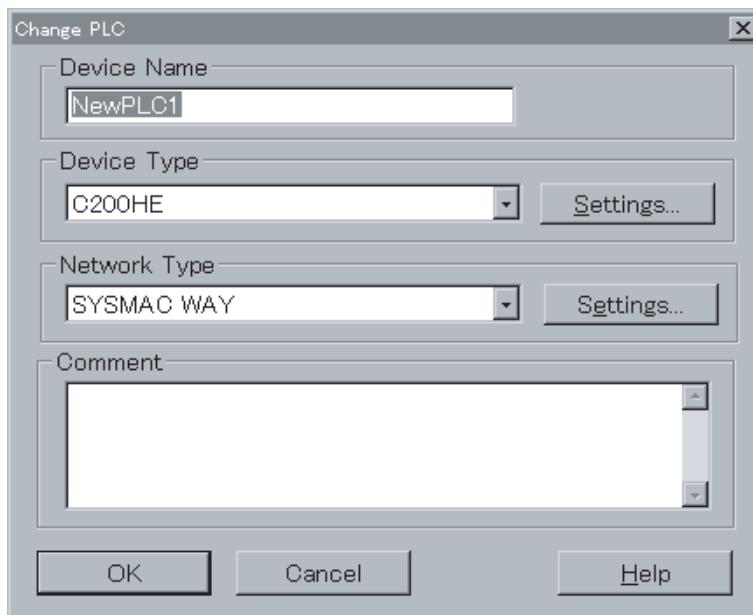 Change PLC
Device Name
NewPLC1
Device Type
C200HE
Settings...
Network Type
SYSMAC WAY
Settings...
Comment
OK
Cancel
Help